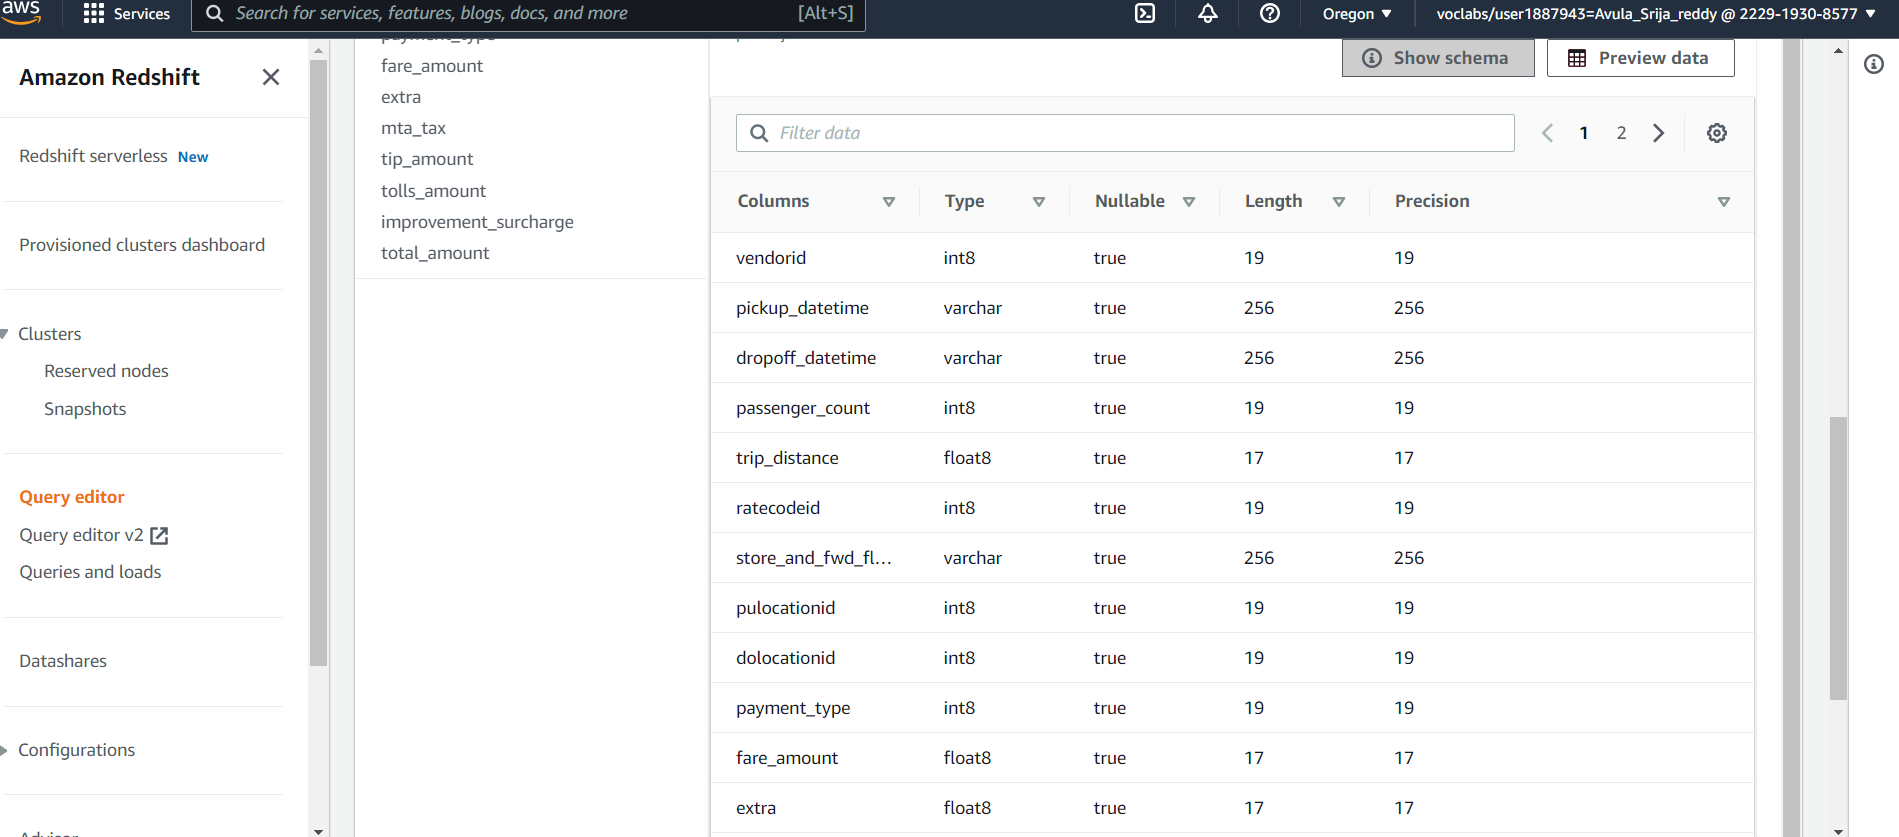 aws
Services
Search for services, features, blogs, docs, and more
[Alt+S]
Oregon
voclabs/user1887943=Avula_Srija_reddy @ 2229-1930-8577
Amazon Redshift
Redshift serverless New
Provisioned clusters dashboard
Clusters
Reserved nodes
Snapshots
Query editor
Query editor v2
Queries and loads
Datashares
Configurations
Advisor
payment_type
fare_amount
extra
mta_tax
tip_amount
tolls_amount
improvement_surcharge
total_amount
Show schema
Preview data
Filter data
1 2
Columns Type Nullable Length Precision
vendorid int8 true 19 19
pickup_datetime varchar true 256 256
dropoff_datetime varchar true 256 256
passenger_count int8 true 19 19
trip_distance float8 true 17 17
ratecodeid int8 true 19 19
store_and_fwd_fl... varchar true 256 256
pulocationid int8 true 19 19
dolocationid int8 true 19 19
payment_type int8 true 19 19
fare_amount float8 true 17 17
extra float8 true 17 17